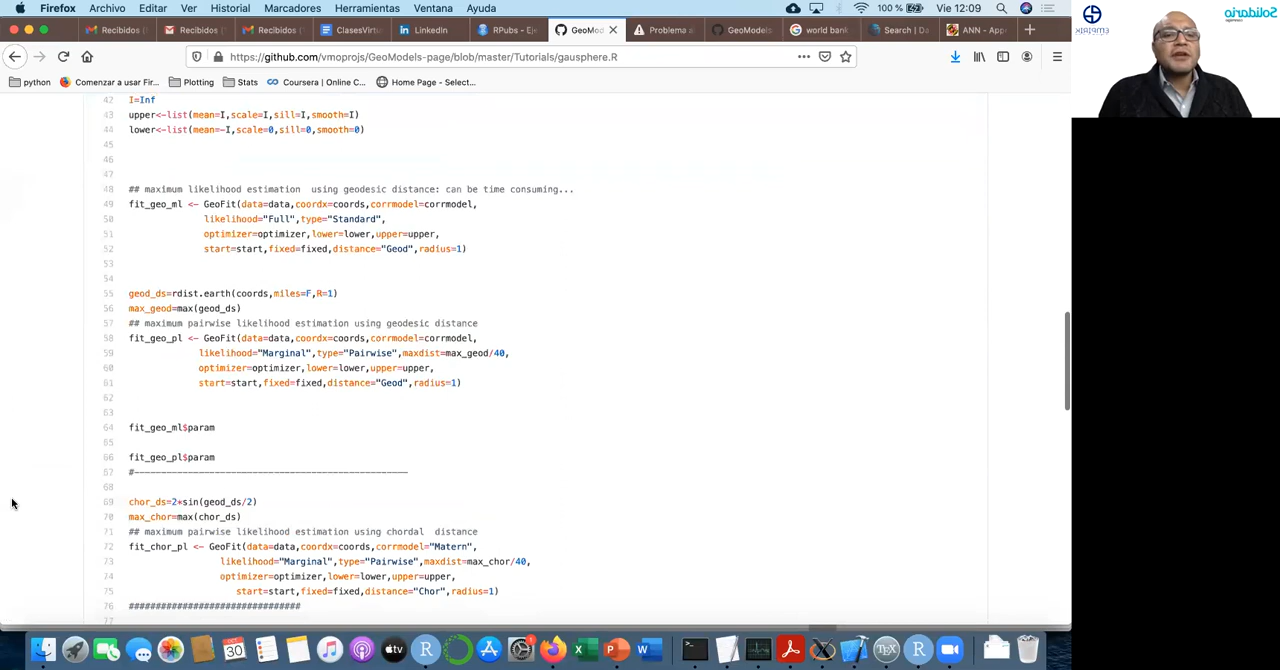 Firefox Archivo Editar Ver Historial Marcadores Herramientas Ventana Ayuda 100 % Vie 12:09
Recibidos ( Recibidos ( Recibidos ( ClasesVirtu LinkedIn RPubs - Eje GeoMo Problema a GeoModels world bank Search | Da ANN - App
https://github.com/vmoprojs/GeoModels-page/blob/master/Tutorials/gausphere.R
python Comenzar a usar Fir... Plotting Stats Coursera | Online C... Home Page - Select...
42 I=Inf
43 upper<-list(mean=I,scale=I,sill=I,smooth=I)
44 lower<-list(mean=-I,scale=0,sill=0,smooth=0)
45
46
47
48 ## maximum likelihood estimation using geodesic distance: can be time consuming...
49 fit_geo_ml <- GeoFit(data=data,coordx=coords,corrmodel=corrmodel,
50 likelihood="Full",type="Standard",
51 optimizer=optimizer,lower=lower,upper=upper,
52 start=start,fixed=fixed,distance="Geod",radius=1)
53
54
55 geod_ds=rdist.earth(coords,miles=F,R=1)
56 max_geod=max(geod_ds)
57 ## maximum pairwise likelihood estimation using geodesic distance
58 fit_geo_pl <- GeoFit(data=data,coordx=coords,corrmodel=corrmodel,
59 likelihood="Marginal",type="Pairwise",maxdist=max_geod/40,
60 optimizer=optimizer,lower=lower,upper=upper,
61 start=start,fixed=fixed,distance="Geod",radius=1)
62
63
64 fit_geo_ml$param
65
66 fit_geo_pl$param
67 #--------------------------------------------------
68
69 chor_ds=2*sin(geod_ds/2)
70 max_chor=max(chor_ds)
71 ## maximum pairwise likelihood estimation using chordal distance
72 fit_chor_pl <- GeoFit(data=data,coordx=coords,corrmodel="Matern",
73 likelihood="Marginal",type="Pairwise",maxdist=max_chor/40,
74 optimizer=optimizer,lower=lower,upper=upper,
75 start=start,fixed=fixed,distance="Chor",radius=1)
76 ################################
77
Solidario